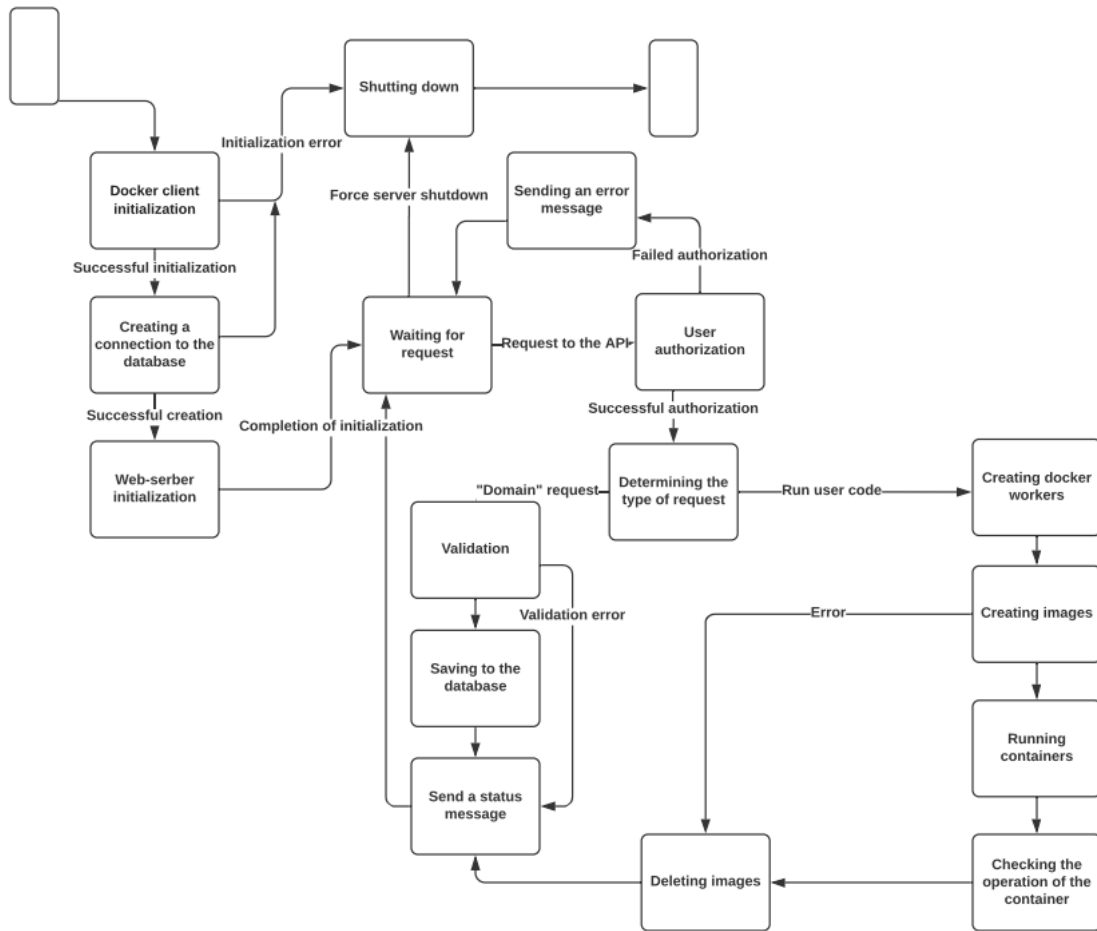 Shutting down
Initialization error
Docker client
initialization
Force server shutdown
Sending an error
message
Failed authorization
Successful initialization
Creating a
connection to the
database
Waiting for
request
Request to the API
User
authorization
Successful creation
Completion of initialization
Successful authorization
Web-serber
initialization
"Domain" request
Determining the
type of request
Run user code
Creating docker
workers
Validation
Validation error
Error
Creating images
Saving to the
database
Running
containers
Send a status
message
Deleting images
Checking the
operation of the
container